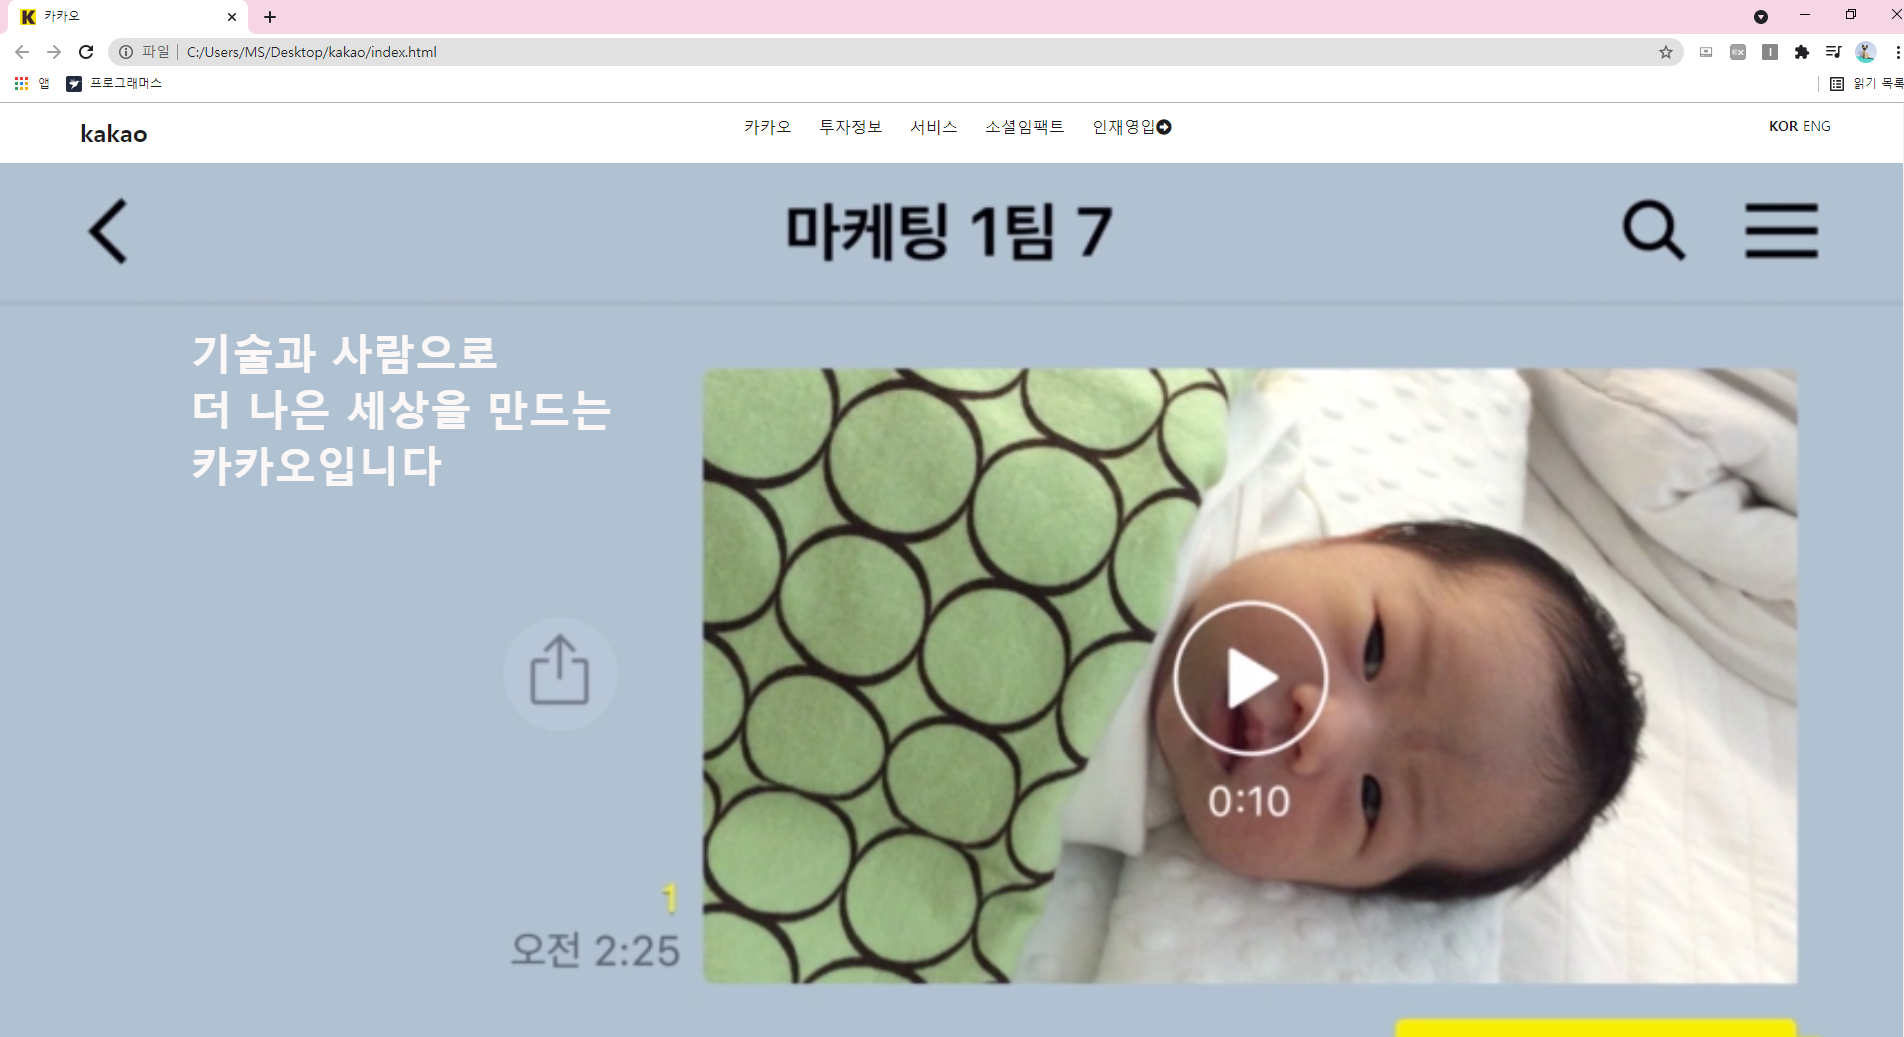 카카오
파일 C:/Users/MS/Desktop/kakao/index.html
앱 프로그래머스 읽기 목록
kakao 카카오 투자정보 서비스 소셜임팩트 인재영입 KOR ENG
마케팅 1팀 7
기술과 사람으로
더 나은 세상을 만드는
카카오입니다
0:10
1
오전 2:25